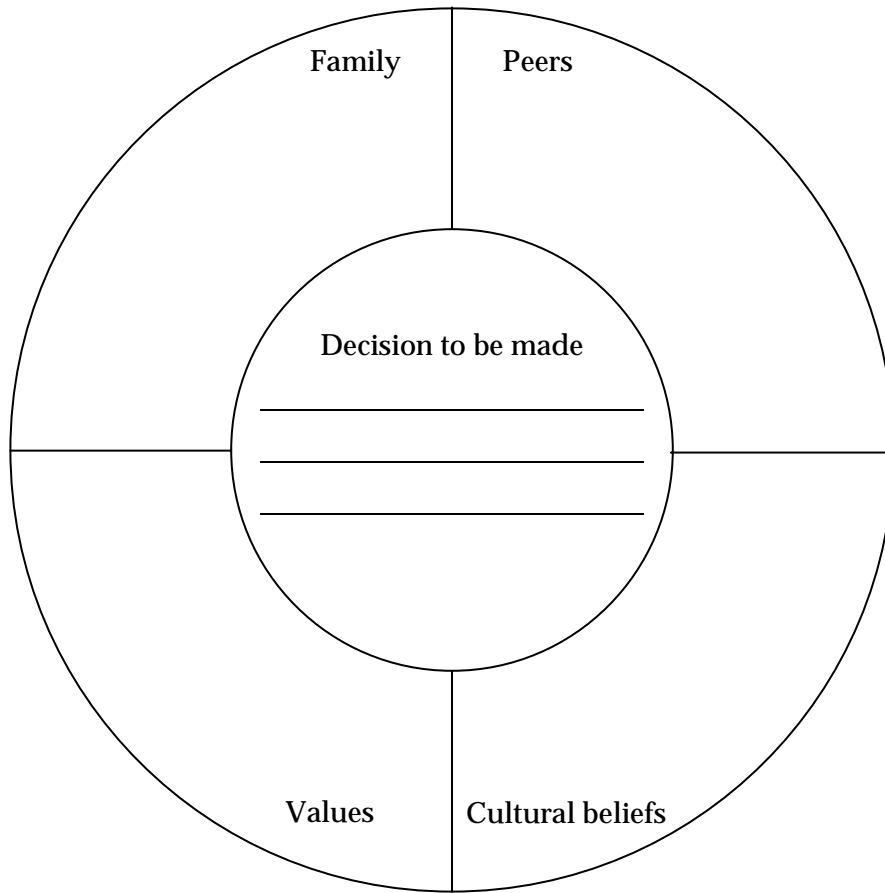 Family
Peers
Decision to be made
Values
Cultural beliefs